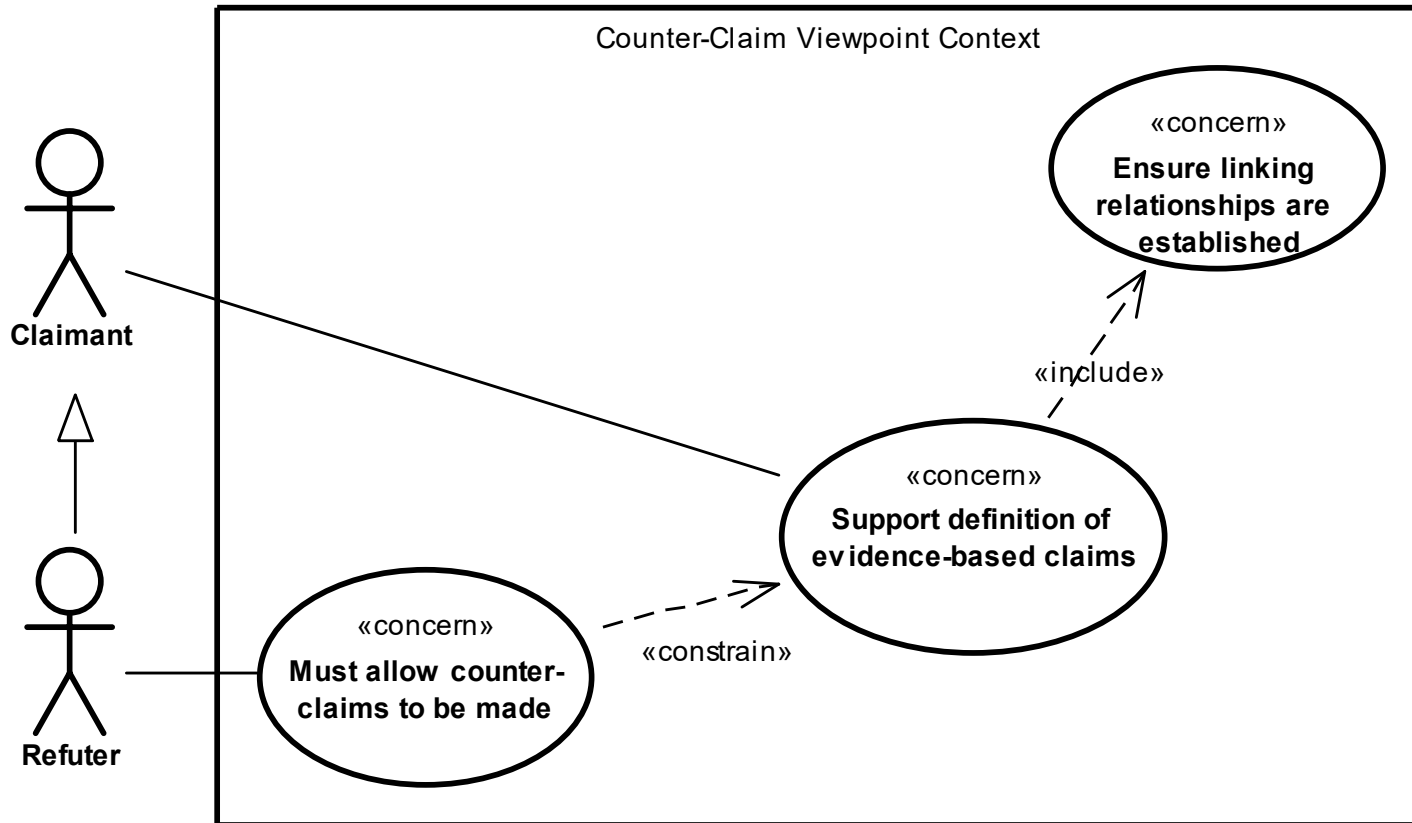 Counter-Claim Viewpoint Context
«concern»
Ensure linking
relationships are
established
Claimant
«include»
«concern»
Support definition of
evidence-based claims
«concern»
Must allow counter-
claims to be made
«constrain»
Refuter